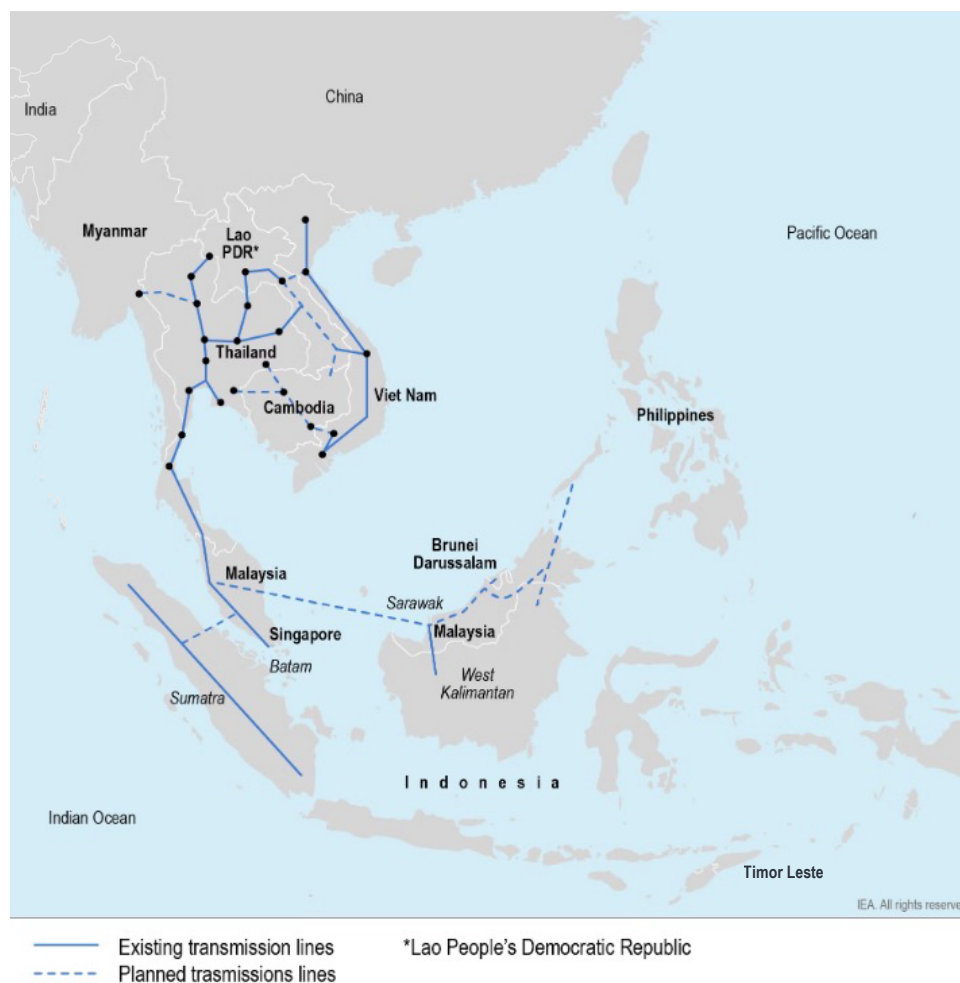 China
India
Myanmar
Lao
PDR*
Pacific Ocean
Thailand
Viet Nam
Cambodia
Philippines
Brunei
Darussalam
Malaysia
Sarawak
Singapore
Malaysia
Batam
West
Kalimantan
Sumatra
Indonesia
Indian Ocean
Timor Leste
IEA. All rights reserve
Existing transmission lines
*Lao People's Democratic Republic
Planned trasmissions lines